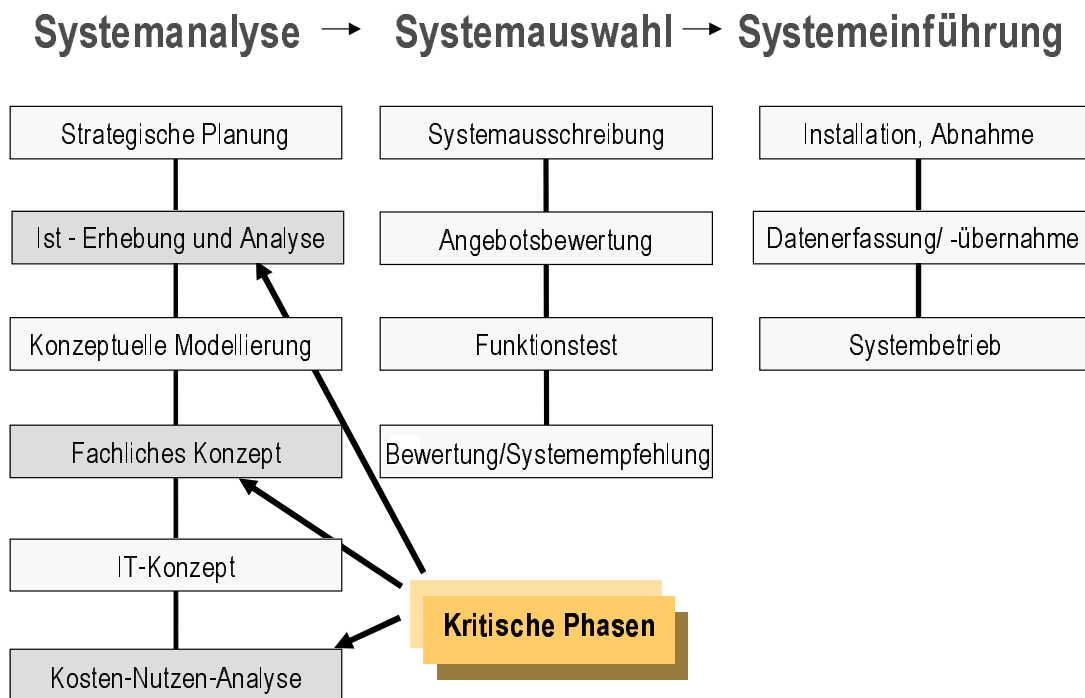 Systemanalyse → Systemauswahl → Systemeinführung
Strategische Planung
Ist - Erhebung und Analyse
Konzeptuelle Modellierung
Fachliches Konzept
IT-Konzept
Kosten-Nutzen-Analyse
Systemausschreibung
Angebotsbewertung
Funktionstest
Bewertung/Systemempfehlung
Installation, Abnahme
Datenerfassung/ -übernahme
Systembetrieb
Kritische Phasen